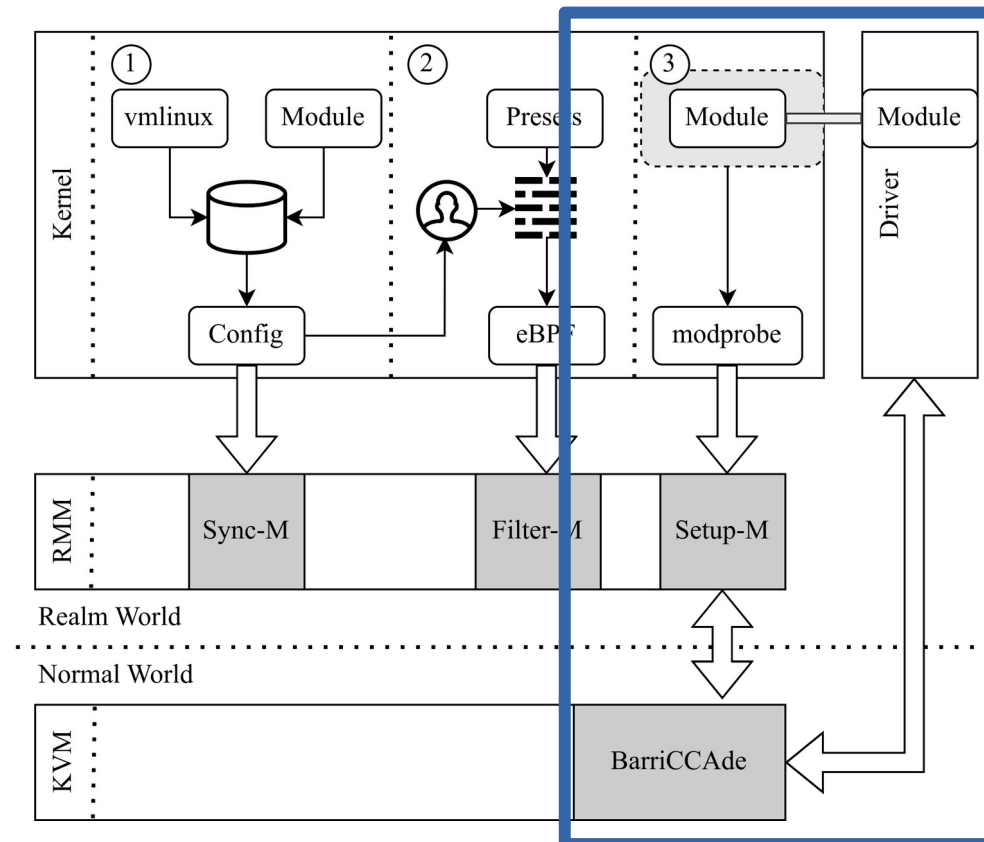 1
2
3
vmlinux
Module
Presets
Module
Module
Kernel
Driver
Config
eBPF
modprobe
RMM
Sync-M
Filter-M
Setup-M
Realm World
Normal World
KVM
BarriCCAde